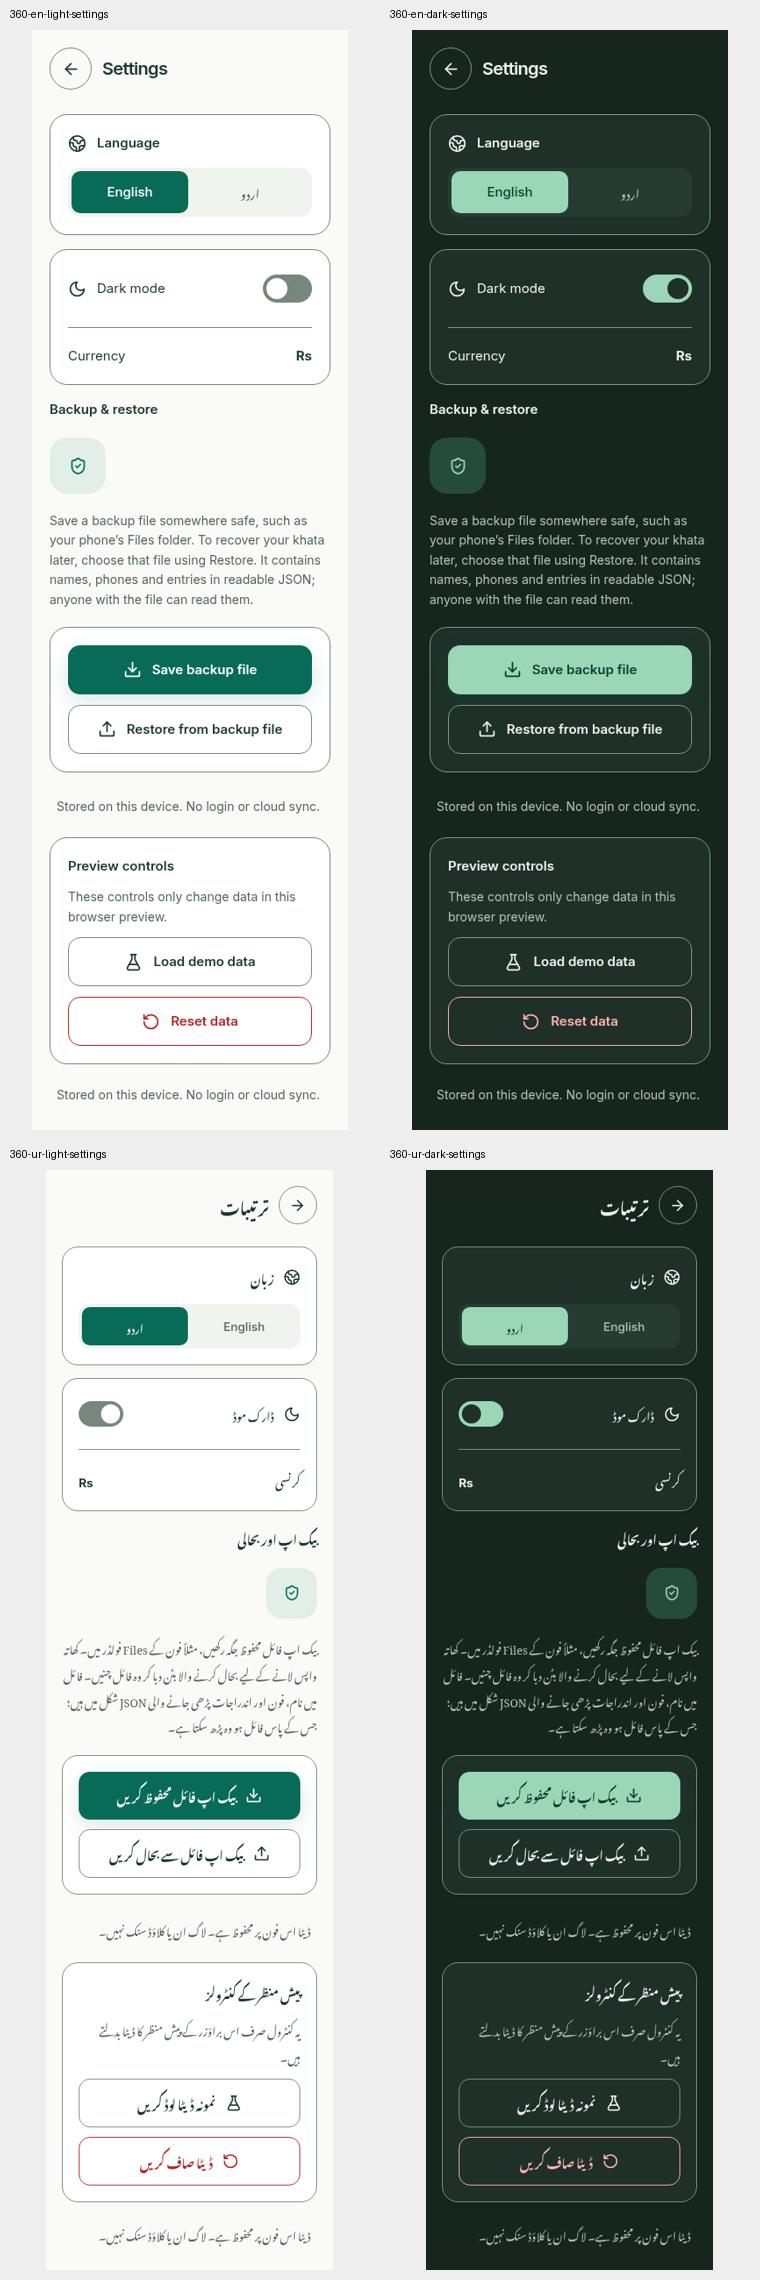 360-en-light-settings
Settings
Language
English
اردو
Dark mode
Currency
Rs
Backup & restore
Save a backup file somewhere safe, such as
your phone’s Files folder. To recover your khata
later, choose that file using Restore. It contains
names, phones and entries in readable JSON;
anyone with the file can read them.
Save backup file
Restore from backup file
Stored on this device. No login or cloud sync.
Preview controls
These controls only change data in this
browser preview.
Load demo data
Reset data
Stored on this device. No login or cloud sync.
360-en-dark-settings
Settings
Language
English
اردو
Dark mode
Currency
Rs
Backup & restore
Save a backup file somewhere safe, such as
your phone’s Files folder. To recover your khata
later, choose that file using Restore. It contains
names, phones and entries in readable JSON;
anyone with the file can read them.
Save backup file
Restore from backup file
Stored on this device. No login or cloud sync.
Preview controls
These controls only change data in this
browser preview.
Load demo data
Reset data
Stored on this device. No login or cloud sync.
360-ur-light-settings
ترتیبات
زبان
English
اردو
ڈارک موڈ
کرنسی
Rs
بیک اپ اور بحالی
بیک اپ فائل محفوظ جگہ رکھیں، مثلاً فون کے Files فولڈر میں۔ کھاتہ
واپس لانے کے لیے بحال کرنے والا بٹن دبا کر وہ فائل چنیں۔ فائل
میں نام، فون اور اندراجات پڑھی جانے والی JSON شکل میں ہیں؛
جس کے پاس فائل ہو وہ پڑھ سکتا ہے۔
بیک اپ فائل محفوظ کریں
بیک اپ فائل سے بحال کریں
ڈیٹا اس فون پر محفوظ ہے۔ لاگ ان یا کلاؤڈ سنک نہیں۔
پیش منظر کے کنٹرولز
یہ کنٹرول صرف اس براؤزر کے پیش منظر کا ڈیٹا بدلتے
ہیں۔
نمونہ ڈیٹا لوڈ کریں
ڈیٹا صاف کریں
ڈیٹا اس فون پر محفوظ ہے۔ لاگ ان یا کلاؤڈ سنک نہیں۔
360-ur-dark-settings
ترتیبات
زبان
English
اردو
ڈارک موڈ
کرنسی
Rs
بیک اپ اور بحالی
بیک اپ فائل محفوظ جگہ رکھیں، مثلاً فون کے Files فولڈر میں۔ کھاتہ
واپس لانے کے لیے بحال کرنے والا بٹن دبا کر وہ فائل چنیں۔ فائل
میں نام، فون اور اندراجات پڑھی جانے والی JSON شکل میں ہیں؛
جس کے پاس فائل ہو وہ پڑھ سکتا ہے۔
بیک اپ فائل محفوظ کریں
بیک اپ فائل سے بحال کریں
ڈیٹا اس فون پر محفوظ ہے۔ لاگ ان یا کلاؤڈ سنک نہیں۔
پیش منظر کے کنٹرولز
یہ کنٹرول صرف اس براؤزر کے پیش منظر کا ڈیٹا بدلتے
ہیں۔
نمونہ ڈیٹا لوڈ کریں
ڈیٹا صاف کریں
ڈیٹا اس فون پر محفوظ ہے۔ لاگ ان یا کلاؤڈ سنک نہیں۔